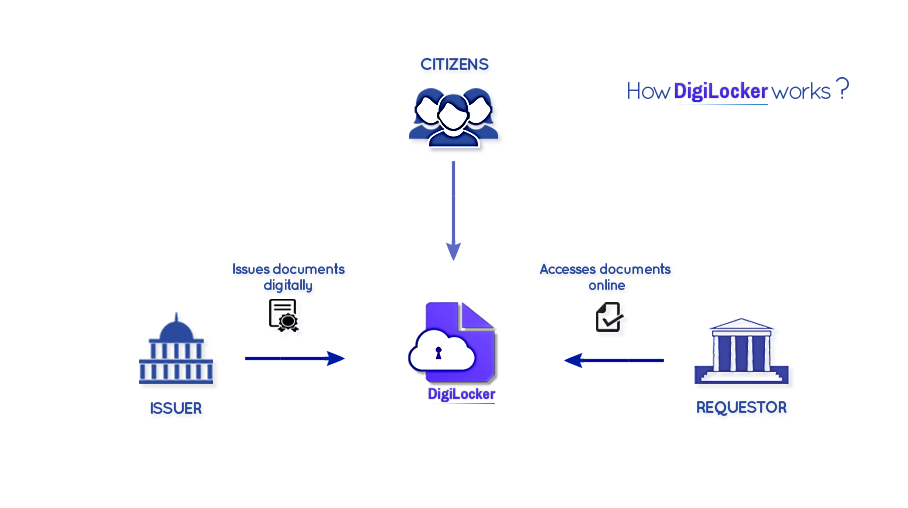 CITIZENS
How DigiLocker works ?
Issues documents
digitally
Accesses documents
online
DigiLocker
ISSUER
REQUESTOR